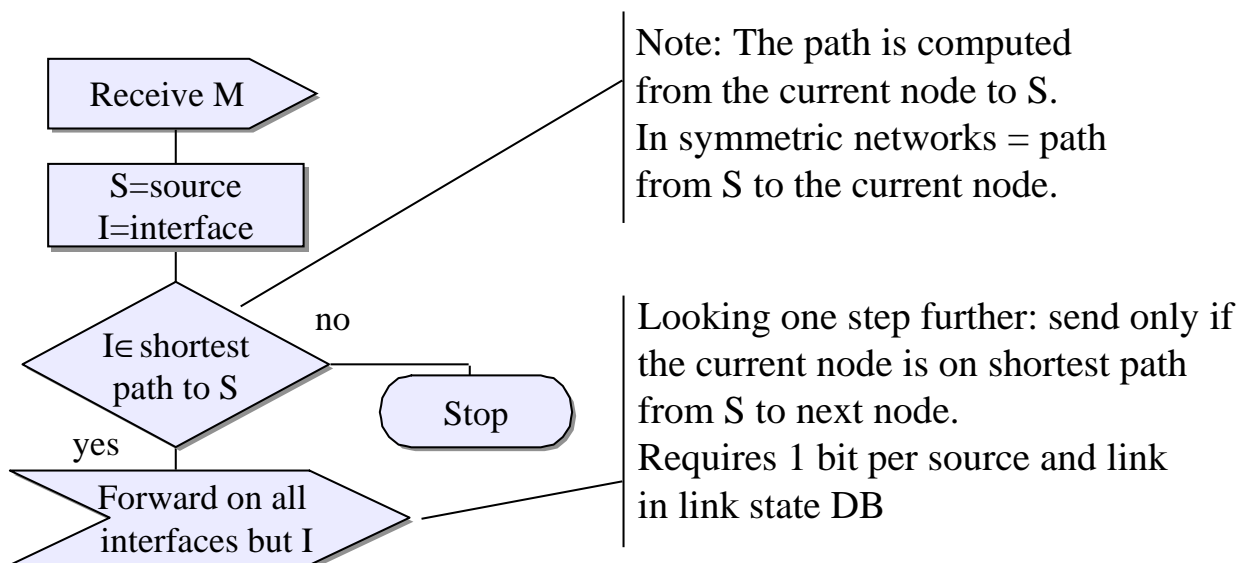 Receive M
S=source
I=interface
I∈ shortest
path to S
no
Stop
yes
Forward on all
interfaces but I
Note: The path is computed
from the current node to S.
In symmetric networks = path
from S to the current node.
Looking one step further: send only if
the current node is on shortest path
from S to next node.
Requires 1 bit per source and link
in link state DB